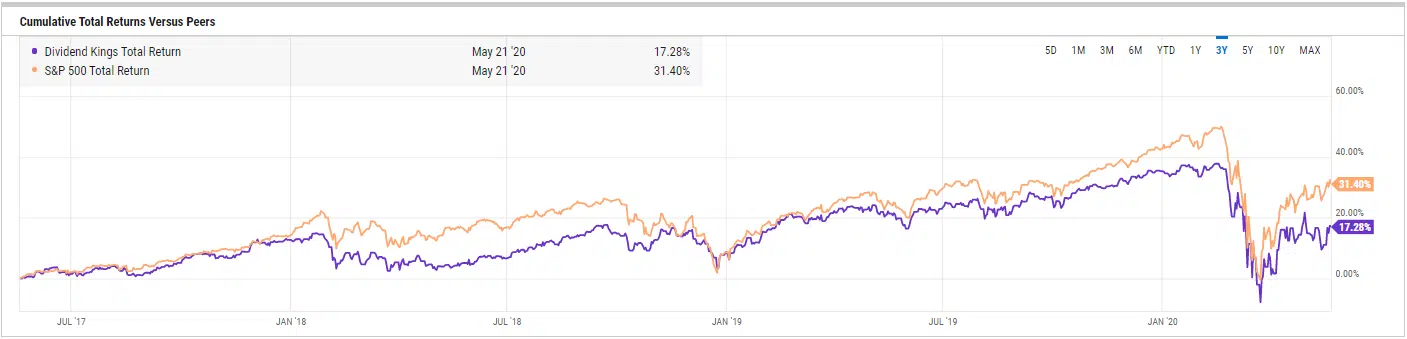 Cumulative Total Returns Versus Peers
Dividend Kings Total Return May 21 '20 17.28%
S&P 500 Total Return May 21 '20 31.40%
5D 1M 3M 6M YTD 1Y 3Y 5Y 10Y MAX
60.00%
40.00%
31.40%
20.00%
17.28%
0.00%
JUL '17 JAN '18 JUL '18 JAN '19 JUL '19 JAN '20